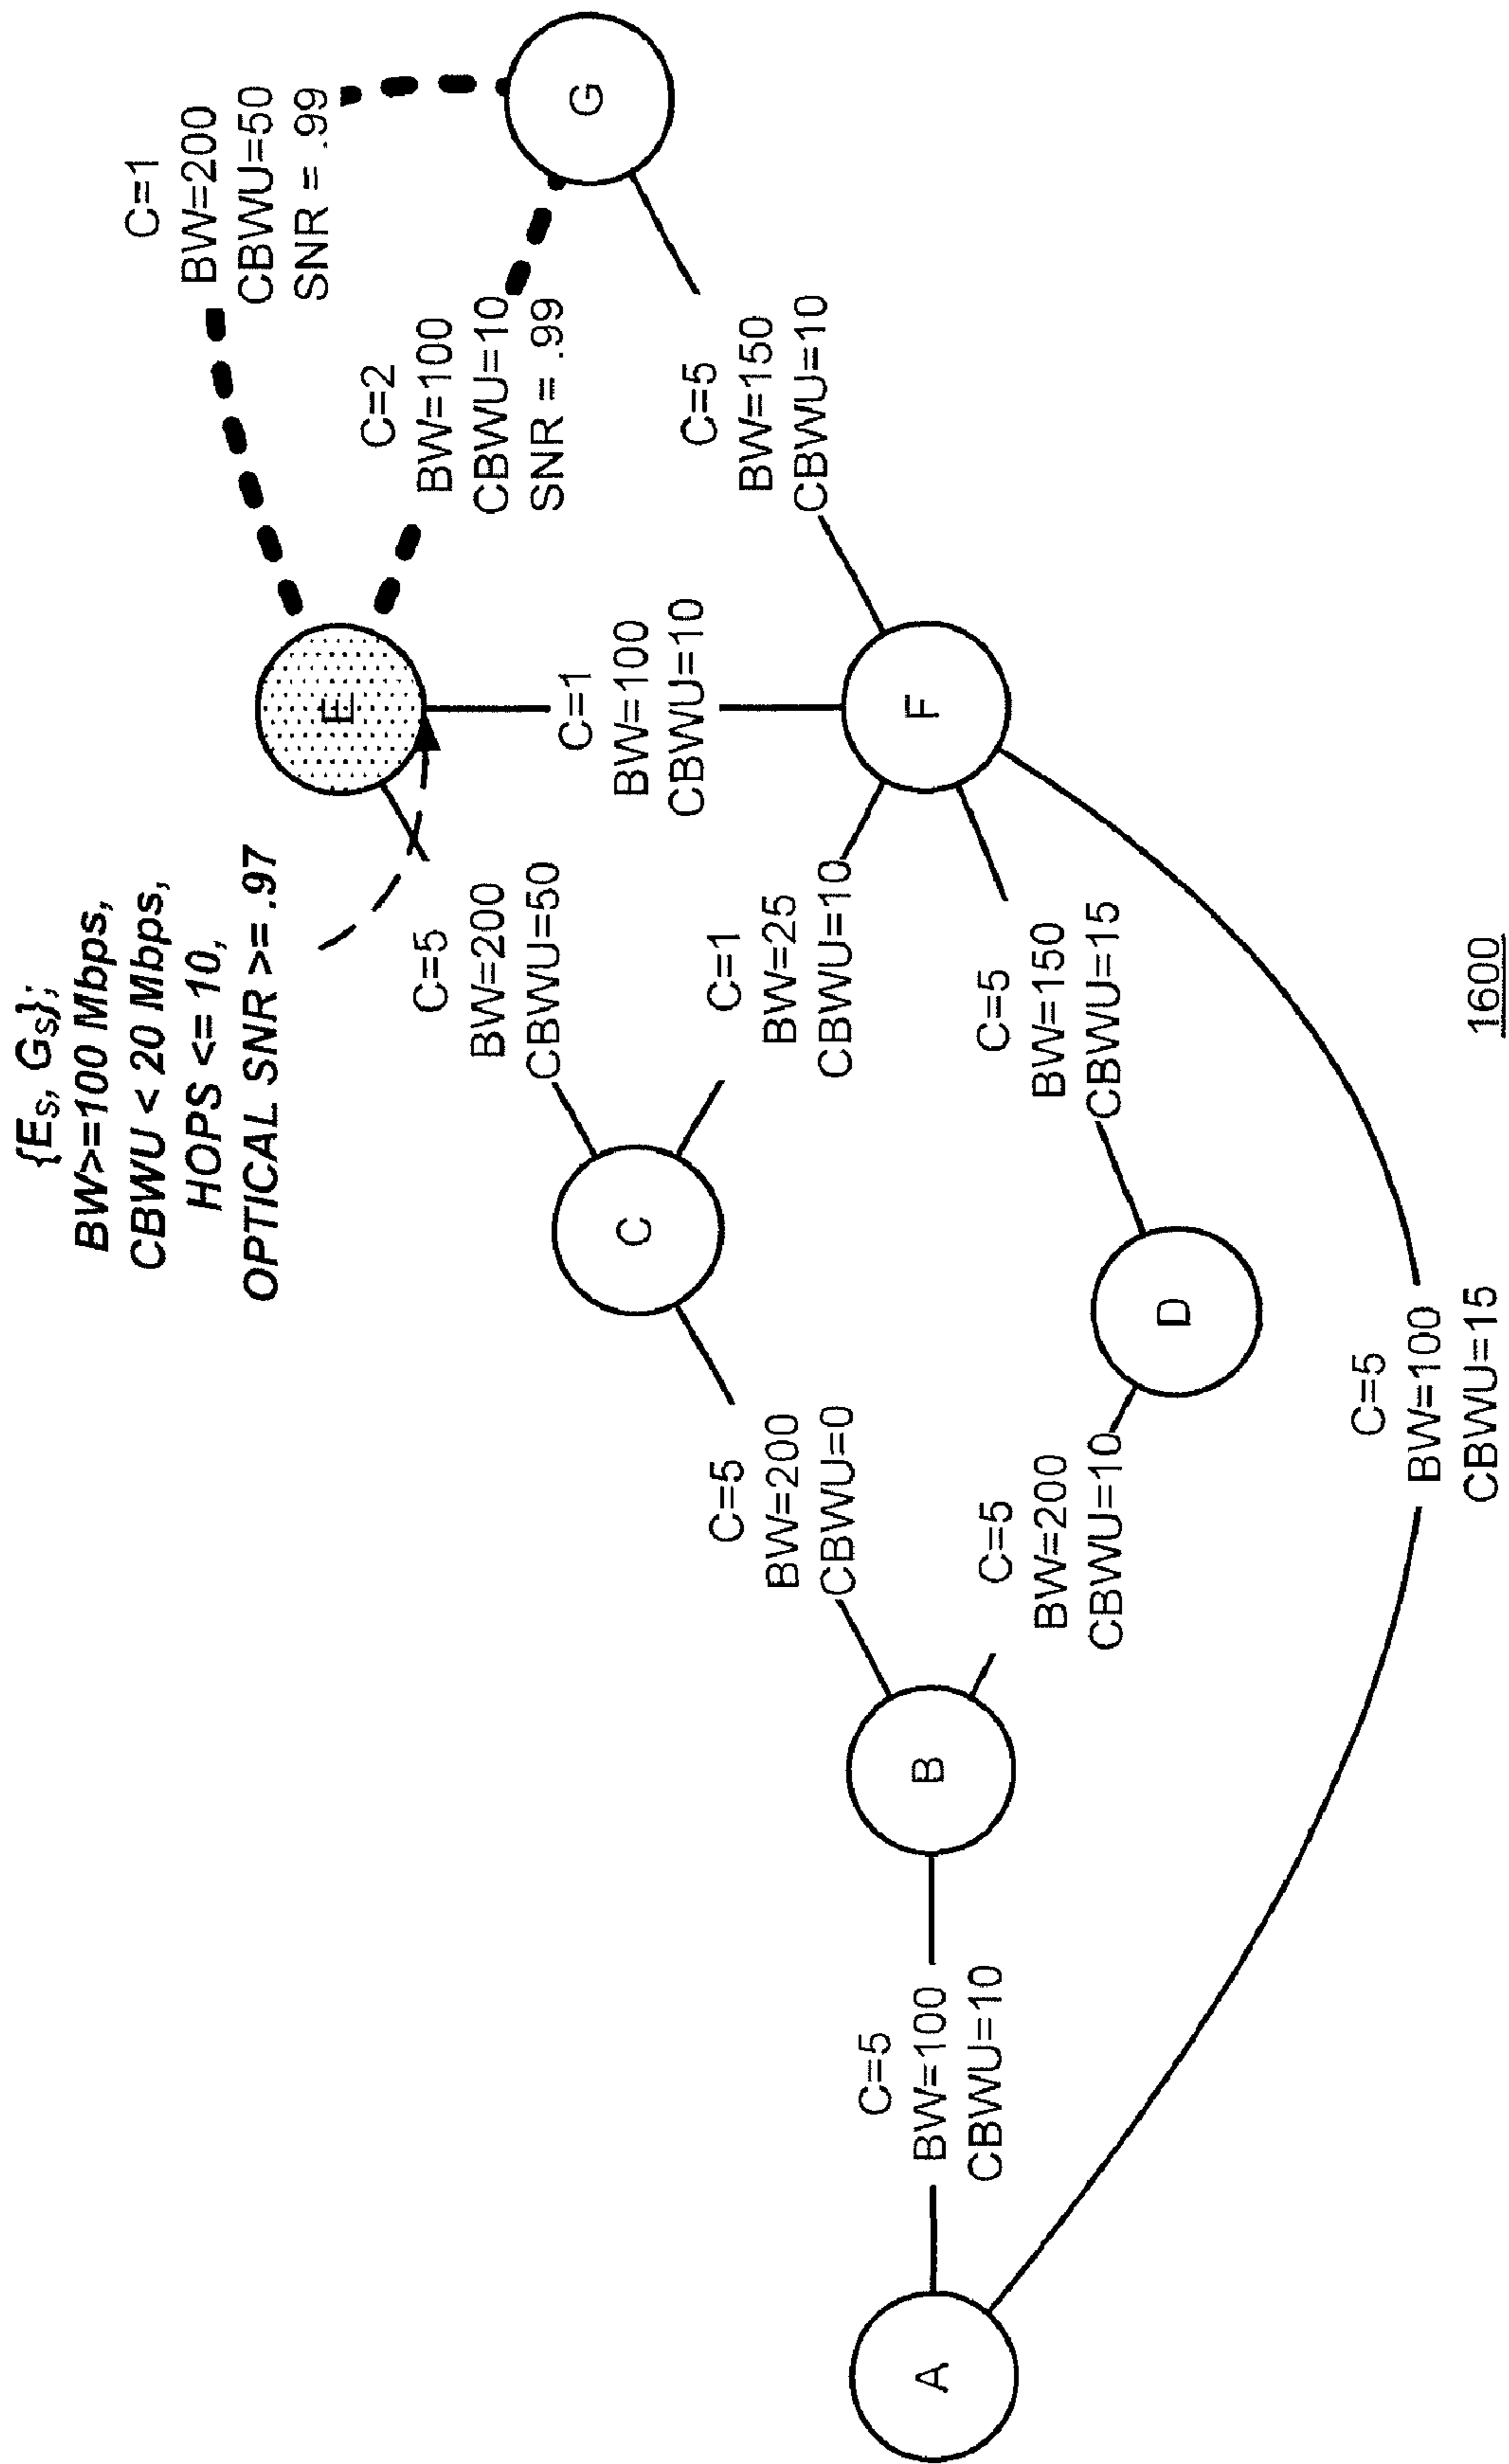 {Es, Gs};
BW>=100 Mbps,
CBWU < 20 Mbps,
HOPS <= 10,
OPTICAL SNR >= .97
C=1
BW=200
CBWU=50
SNR = .99
E
C=2
BW=100
CBWU=10
SNR = .99
G
C=5
BW=200
CBWU=50
C=1
BW=100
CBWU=10
C=5
BW=150
CBWU=10
C
C=5
BW=200
CBWU=0
C=1
BW=25
CBWU=10
F
B
C=5
BW=100
CBWU=10
A
C=5
BW=200
CBWU=10
D
C=5
BW=150
CBWU=15
C=5
BW=100
CBWU=15
1600